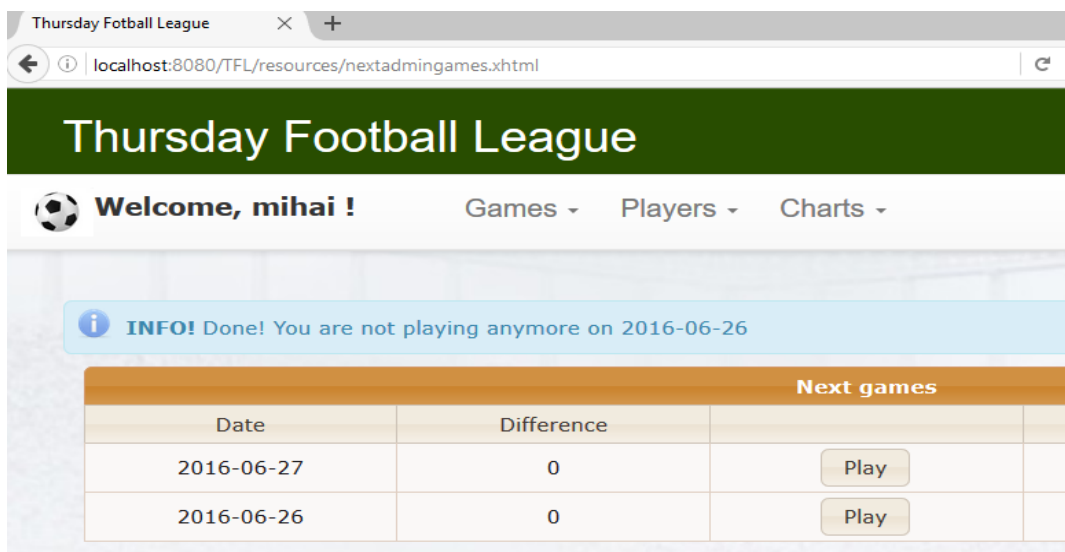 Thursday Fotball League
localhost:8080/TFL/resources/nextadmingames.xhtml
Thursday Football League
Welcome, mihai ! Games Players Charts
INFO! Done! You are not playing anymore on 2016-06-26
Next games
Date Difference
2016-06-27 0 Play
2016-06-26 0 Play